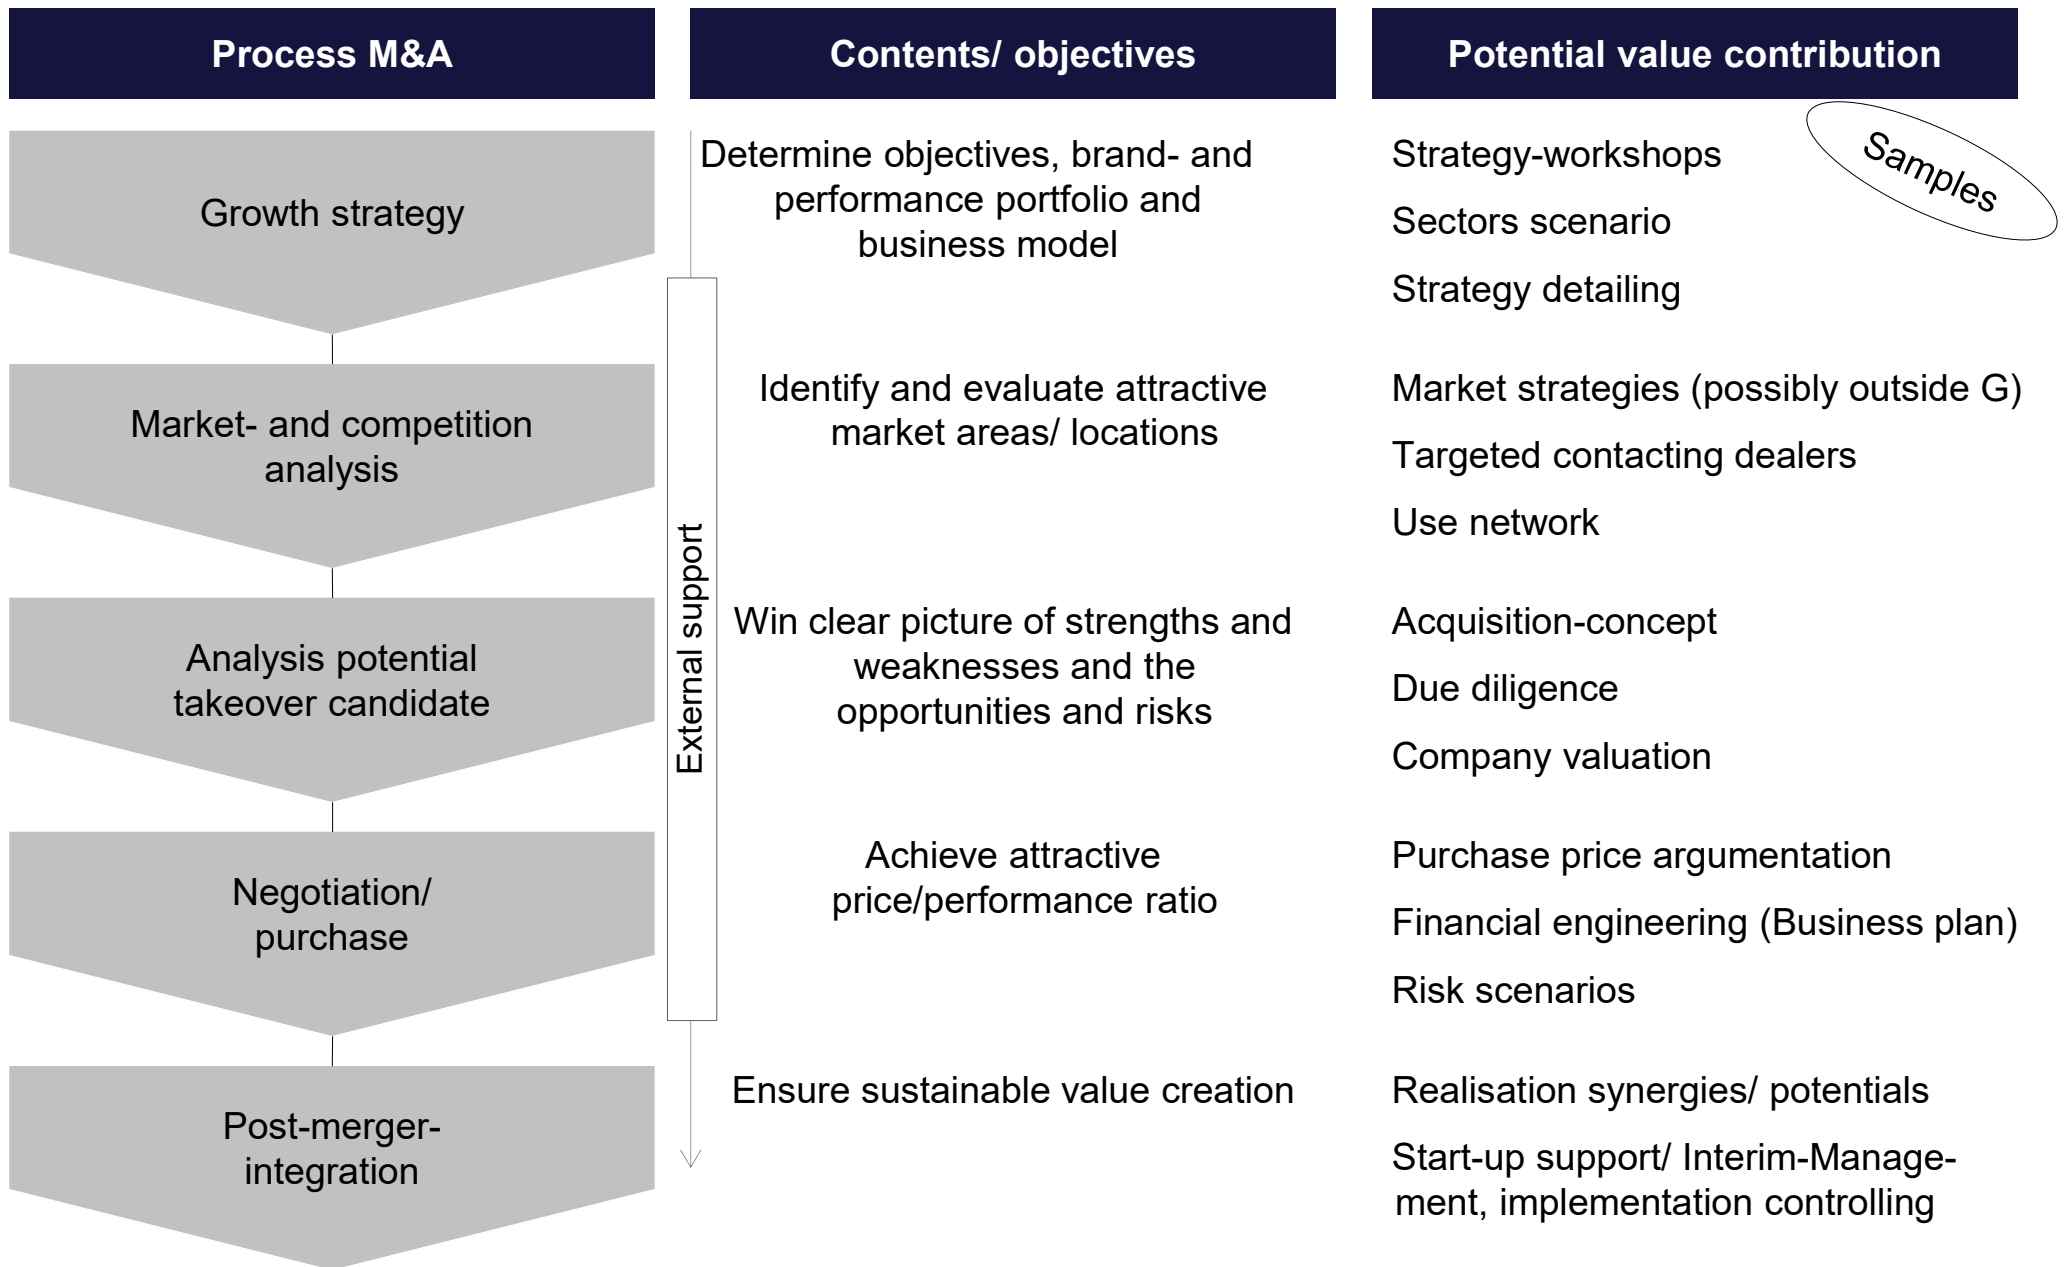 Process M&A
Contents/ objectives
Potential value contribution
Samples
Growth strategy
Determine objectives, brand- and
performance portfolio and
business model
Strategy-workshops
Sectors scenario
Strategy detailing
External support
Market- and competition
analysis
Identify and evaluate attractive
market areas/ locations
Market strategies (possibly outside G)
Targeted contacting dealers
Use network
Analysis potential
takeover candidate
Win clear picture of strengths and
weaknesses and the
opportunities and risks
Acquisition-concept
Due diligence
Company valuation
Negotiation/
purchase
Achieve attractive
price/performance ratio
Purchase price argumentation
Financial engineering (Business plan)
Risk scenarios
Post-merger-
integration
Ensure sustainable value creation
Realisation synergies/ potentials
Start-up support/ Interim-Manage-
ment, implementation controlling